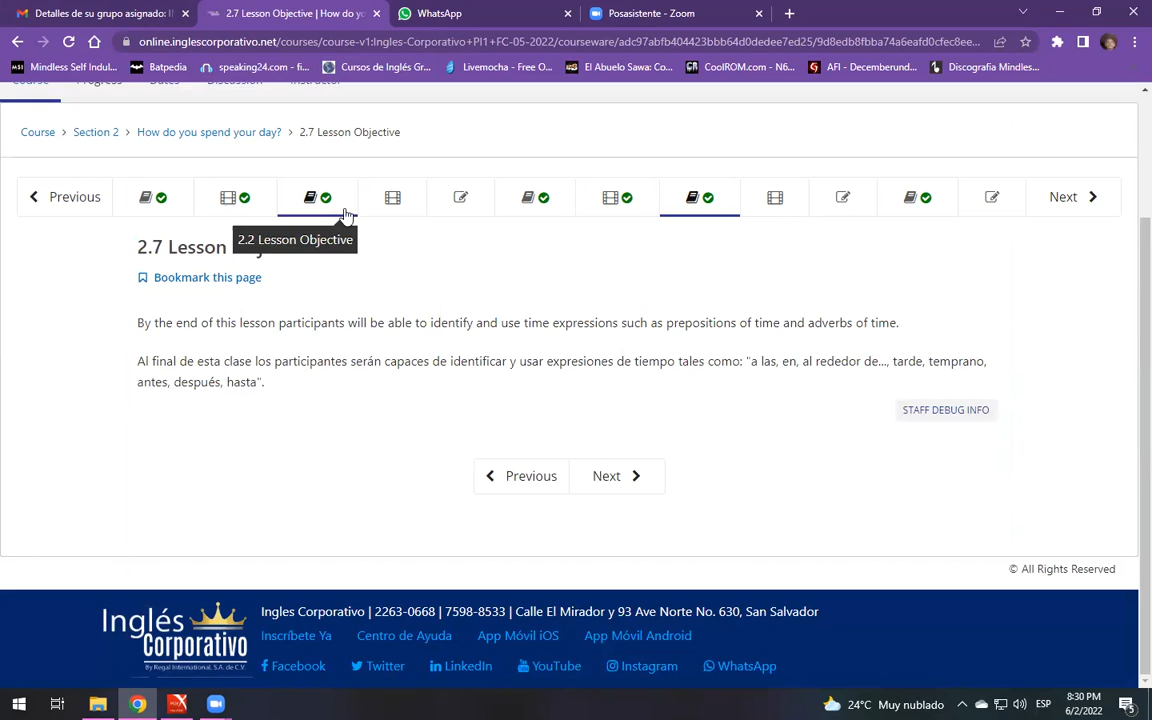 Detalles de su grupo asignado: I
2.7 Lesson Objective | How do yo
WhatsApp
Posasistente - Zoom
online.inglescorporativo.net/courses/course-v1:Ingles-Corporativo+PI1+FC-05-2022/courseware/adc97abfb404423bbb64d0dedee7ed25/9d8edb8fbba74a6eafd0cfec8ee...
Mindless Self Indul...
Batpedia
speaking24.com - fi...
Cursos de Inglés Gr...
Livemocha - Free O...
El Abuelo Sawa: Co...
CoolROM.com - N6...
AFI - Decemberund...
Discografia Mindles...
Course Progress Dates Discussion Instructor
Course > Section 2 > How do you spend your day? > 2.7 Lesson Objective
Previous
Next
2.2 Lesson Objective
2.7 Lesson
Bookmark this page
By the end of this lesson participants will be able to identify and use time expressions such as prepositions of time and adverbs of time.
Al final de esta clase los participantes serán capaces de identificar y usar expresiones de tiempo tales como: "a las, en, al rededor de..., tarde, temprano,
antes, después, hasta".
STAFF DEBUG INFO
Previous
Next
© All Rights Reserved
Inglés
Corporativo
By Regal International, S.A. de C.V.
Ingles Corporativo | 2263-0668 | 7598-8533 | Calle El Mirador y 93 Ave Norte No. 630, San Salvador
Inscríbete Ya Centro de Ayuda App Móvil iOS App Móvil Android
Facebook Twitter LinkedIn YouTube Instagram WhatsApp
24°C Muy nublado
ESP
8:30 PM
6/2/2022
5